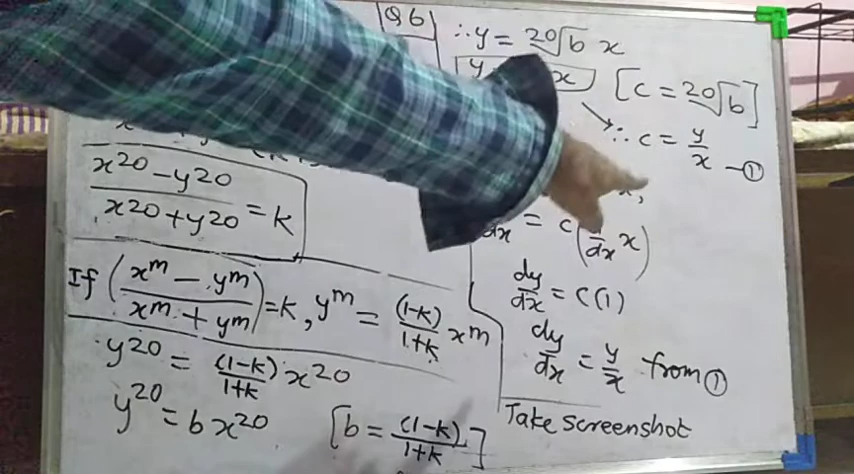 Q6
x²⁰ - y²⁰ / x²⁰ + y²⁰ = k
If (xᵐ - yᵐ / xᵐ + yᵐ) = k, yᵐ = (1-k) / 1+k xᵐ
y²⁰ = (1-k) / 1+k x²⁰
y²⁰ = b x²⁰ [b = (1-k) / 1+k]
∴ y = ²⁰√b x
y x [c = ²⁰√b]
∴ c = y/x —①
x,
dx = c (d/dx x)
dy/dx = c(1)
dy/dx = y/x from ①
Take screenshot